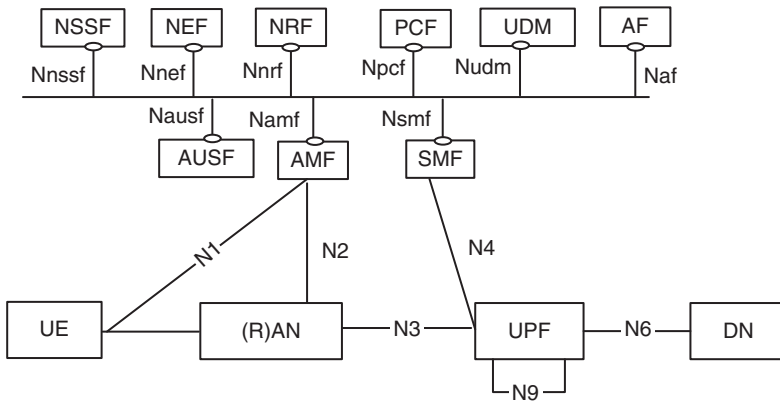 NSSF NEF NRF PCF UDM AF
Nnssf Nnef Nnrf Npcf Nudm Naf
Nausf Namf Nsmf
AUSF AMF SMF
N1 N2 N4
UE (R)AN N3 UPF N6 DN
N9